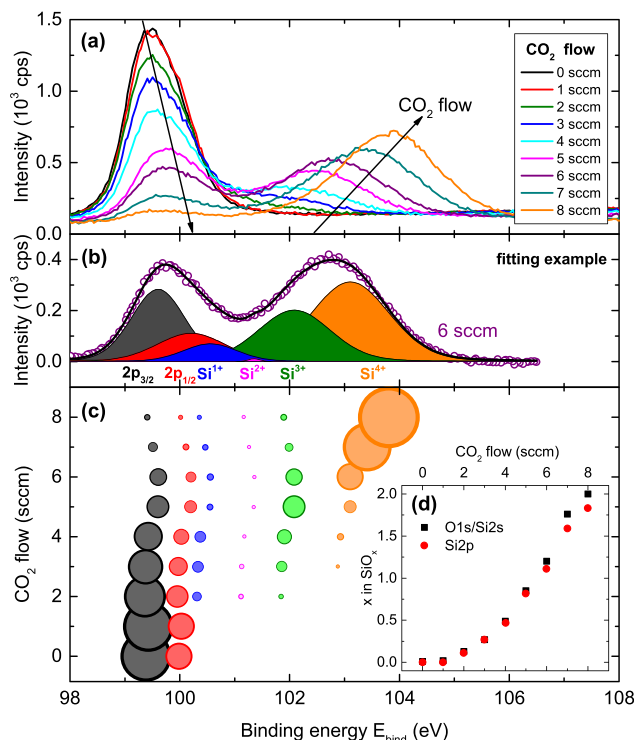 (a)
CO₂ flow
0 sccm
1 sccm
2 sccm
3 sccm
4 sccm
5 sccm
6 sccm
7 sccm
8 sccm
CO₂ flow
Intensity (10³ cps)
1.5
1.0
0.5
0.0
(b)
fitting example
6 sccm
Intensity (10³ cps)
0.4
0.2
0.0
2p₃/₂ 2p₁/₂ Si¹⁺ Si²⁺ Si³⁺ Si⁴⁺
(c)
CO₂ flow (sccm)
8
6
5
4
3
2
1
0
98 100 102 104 106 108
Binding energy E_bind (eV)
CO₂ flow (sccm)
0 2 4 6 8
(d)
O1s/Si2s
Si2p
x in SiOₓ
2.0
1.5
1.0
0.5
0.0